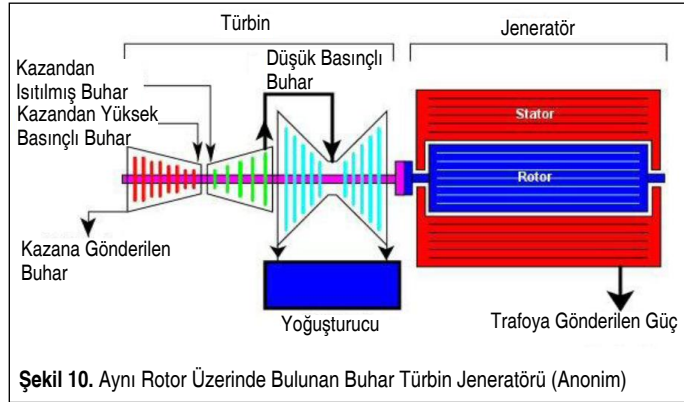 Türbin
Jeneratör
Kazandan
Isıtılmış Buhar
Kazandan Yüksek
Basınçlı Buhar
Düşük Basınçlı
Buhar
Stator
Rotor
Kazana Gönderilen
Buhar
Yoğuşturucu
Trafoya Gönderilen Güç
Şekil 10. Aynı Rotor Üzerinde Bulunan Buhar Türbin Jeneratörü (Anonim)